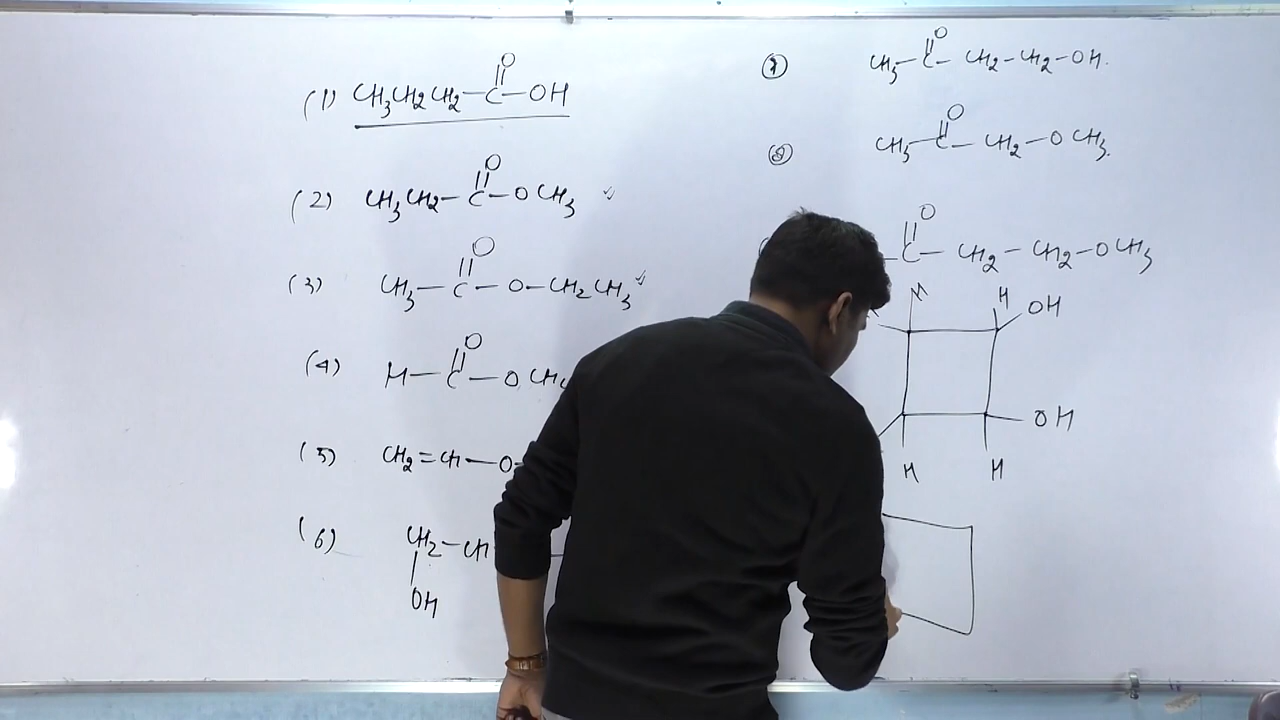 (1) CH3CH2CH2–C(=O)–OH
(2) CH3CH2–C(=O)–OCH3 ✓
(3) CH3–C(=O)–O–CH2CH3 ✓
(4) H–C(=O)–O
(5) CH2=CH–O
(6) CH2–CH
OH
7 CH3–C(=O)–CH2–CH2–OH.
8 CH3–C(=O)–CH2–OCH3.
C(=O)–CH2–CH2–OCH3
H H OH
OH
H H